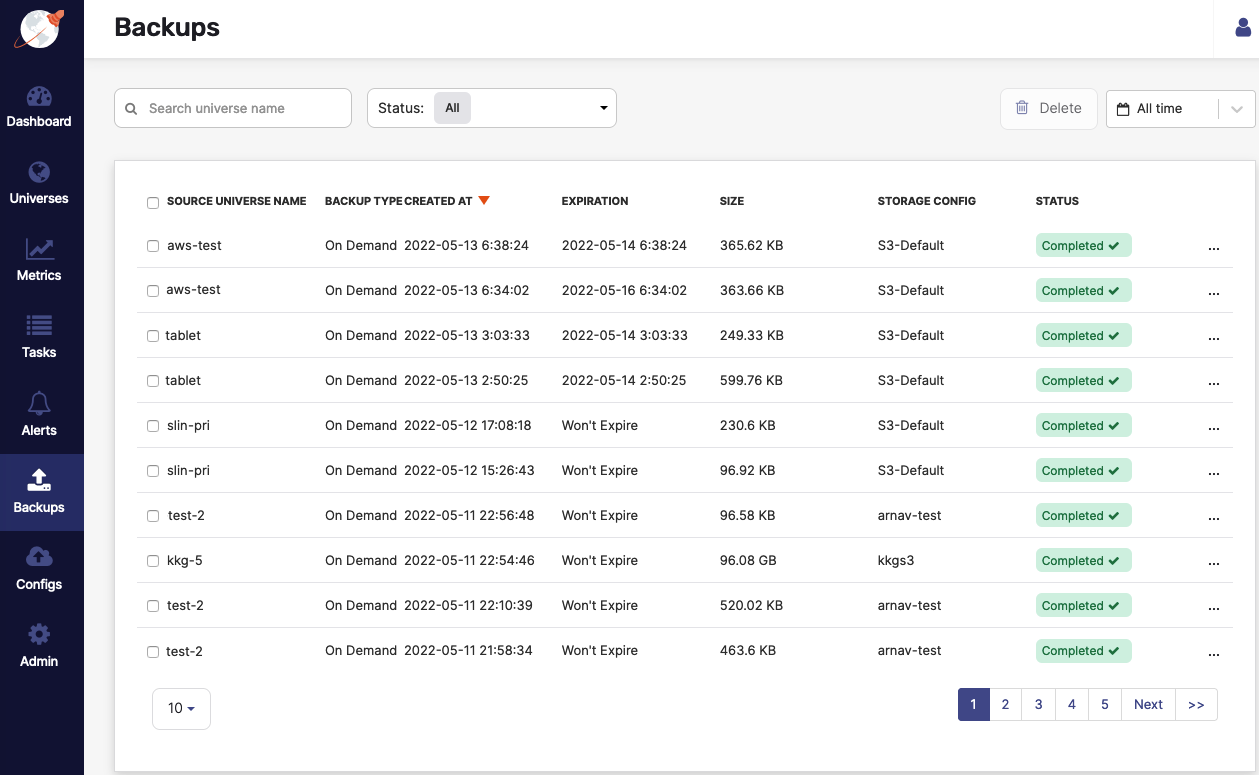 Backups
Dashboard
Universes
Metrics
Tasks
Alerts
Backups
Configs
Admin
Search universe name
Status: All
Delete
All time
SOURCE UNIVERSE NAME BACKUP TYPE CREATED AT EXPIRATION SIZE STORAGE CONFIG STATUS
aws-test On Demand 2022-05-13 6:38:24 2022-05-14 6:38:24 365.62 KB S3-Default Completed ...
aws-test On Demand 2022-05-13 6:34:02 2022-05-16 6:34:02 363.66 KB S3-Default Completed ...
tablet On Demand 2022-05-13 3:03:33 2022-05-14 3:03:33 249.33 KB S3-Default Completed ...
tablet On Demand 2022-05-13 2:50:25 2022-05-14 2:50:25 599.76 KB S3-Default Completed ...
slin-pri On Demand 2022-05-12 17:08:18 Won't Expire 230.6 KB S3-Default Completed ...
slin-pri On Demand 2022-05-12 15:26:43 Won't Expire 96.92 KB S3-Default Completed ...
test-2 On Demand 2022-05-11 22:56:48 Won't Expire 96.58 KB arnav-test Completed ...
kkg-5 On Demand 2022-05-11 22:54:46 Won't Expire 96.08 GB kkgs3 Completed ...
test-2 On Demand 2022-05-11 22:10:39 Won't Expire 520.02 KB arnav-test Completed ...
test-2 On Demand 2022-05-11 21:58:34 Won't Expire 463.6 KB arnav-test Completed ...
10
1 2 3 4 5 Next >>